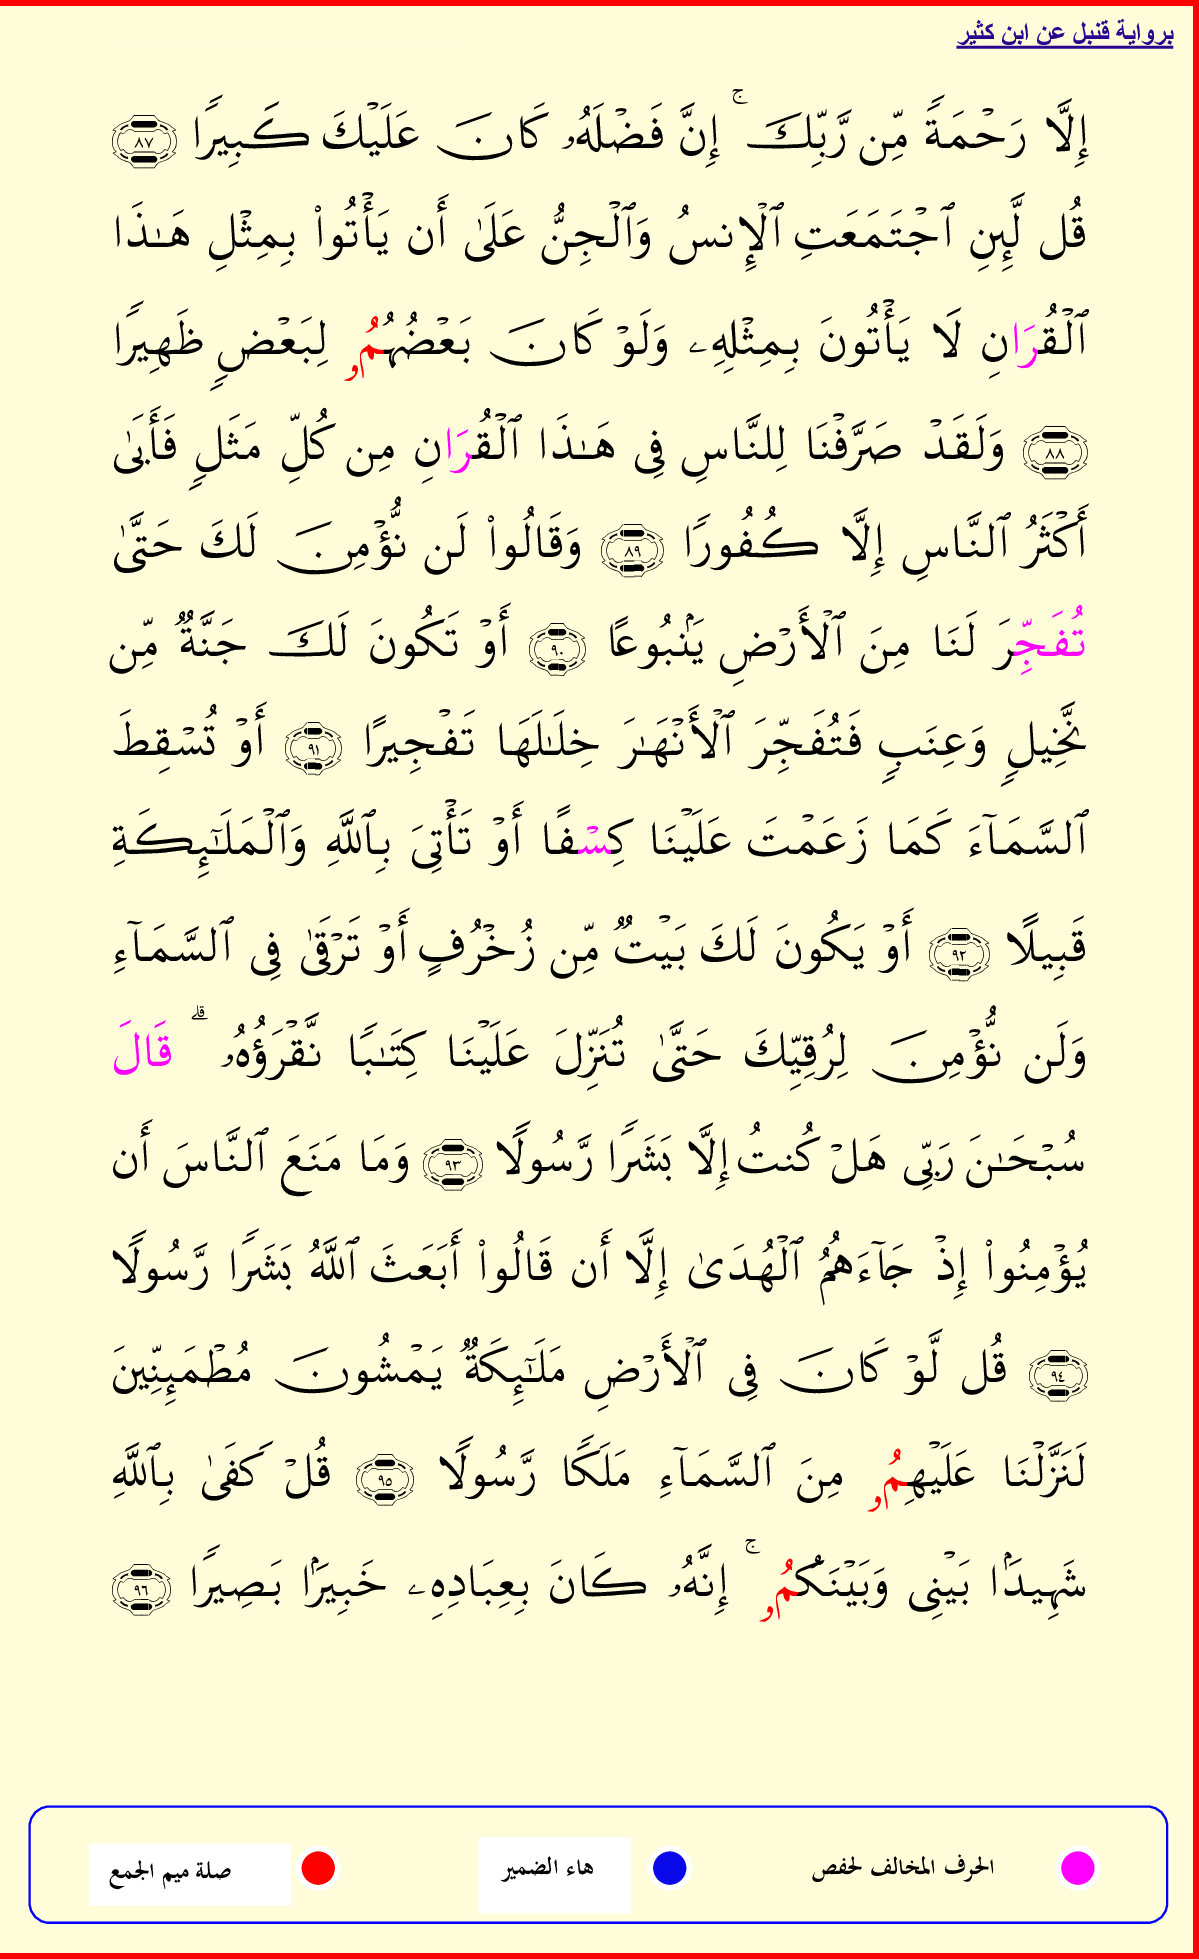 برواية قنبل عن ابن كثير
إِلَّا رَحۡمَةٗ مِّن رَّبِّكَۚ إِنَّ فَضۡلَهُۥ كَانَ عَلَيۡكَ كَبِيرٗا ٨٧
قُل لَّئِنِ ٱجۡتَمَعَتِ ٱلۡإِنسُ وَٱلۡجِنُّ عَلَىٰٓ أَن يَأۡتُواْ بِمِثۡلِ هَٰذَا
ٱلۡقُرَانِ لَا يَأۡتُونَ بِمِثۡلِهِۦ وَلَوۡ كَانَ بَعۡضُهُمُۥ لِبَعۡضٖ ظَهِيرٗا
٨٨ وَلَقَدۡ صَرَّفۡنَا لِلنَّاسِ فِي هَٰذَا ٱلۡقُرَانِ مِن كُلِّ مَثَلٖ فَأَبَىٰٓ
أَكۡثَرُ ٱلنَّاسِ إِلَّا كُفُورٗا ٨٩ وَقَالُواْ لَن نُّؤۡمِنَ لَكَ حَتَّىٰ
تُفَجِّرَ لَنَا مِنَ ٱلۡأَرۡضِ يَنۢبُوعًا ٩٠ أَوۡ تَكُونَ لَكَ جَنَّةٞ مِّن
نَّخِيلٖ وَعِنَبٖ فَتُفَجِّرَ ٱلۡأَنۡهَٰرَ خِلَٰلَهَا تَفۡجِيرًا ٩١ أَوۡ تُسۡقِطَ
ٱلسَّمَآءَ كَمَا زَعَمۡتَ عَلَيۡنَا كِسۡفًا أَوۡ تَأۡتِيَ بِٱللَّهِ وَٱلۡمَلَٰٓئِكَةِ
قَبِيلًا ٩٢ أَوۡ يَكُونَ لَكَ بَيۡتٞ مِّن زُخۡرُفٍ أَوۡ تَرۡقَىٰ فِي ٱلسَّمَآءِ
وَلَن نُّؤۡمِنَ لِرُقِيِّكَ حَتَّىٰ تُنَزِّلَ عَلَيۡنَا كِتَٰبٗا نَّقۡرَؤُهُۥۗ قَالَ
سُبۡحَانَ رَبِّي هَلۡ كُنتُ إِلَّا بَشَرٗا رَّسُولٗا ٩٣ وَمَا مَنَعَ ٱلنَّاسَ أَن
يُؤۡمِنُواْ إِذۡ جَآءَهُمُ ٱلۡهُدَىٰٓ إِلَّآ أَن قَالُوٓاْ أَبَعَثَ ٱللَّهُ بَشَرٗا رَّسُولٗا
٩٤ قُل لَّوۡ كَانَ فِي ٱلۡأَرۡضِ مَلَٰٓئِكَةٞ يَمۡشُونَ مُطۡمَئِنِّينَ
لَنَزَّلۡنَا عَلَيۡهِمُۥ مِنَ ٱلسَّمَآءِ مَلَكٗا رَّسُولٗا ٩٥ قُلۡ كَفَىٰ بِٱللَّهِ
شَهِيدَۢا بَيۡنِي وَبَيۡنَكُمُۥۚ إِنَّهُۥ كَانَ بِعِبَادِهِۦ خَبِيرَۢا بَصِيرٗا ٩٦
الحرف المخالف لحفص
هاء الضمير
صلة ميم الجمع